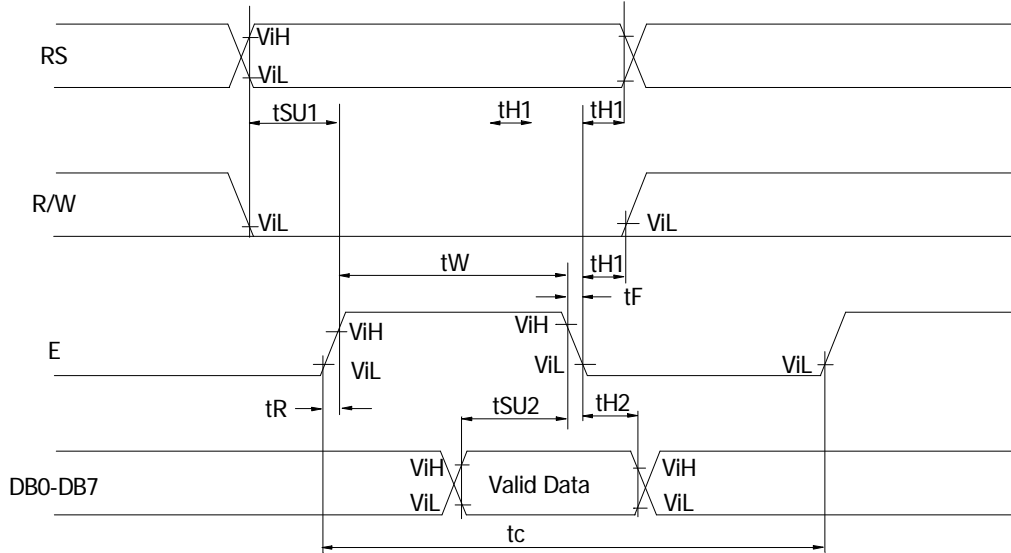 ViH
RS
ViL
tSU1 tH1 tH1
R/W
ViL ViL
tW tH1
tF
ViH ViH
E
ViL ViL ViL
tR tSU2 tH2
ViH ViH
DB0-DB7 Valid Data
ViL ViL
tc